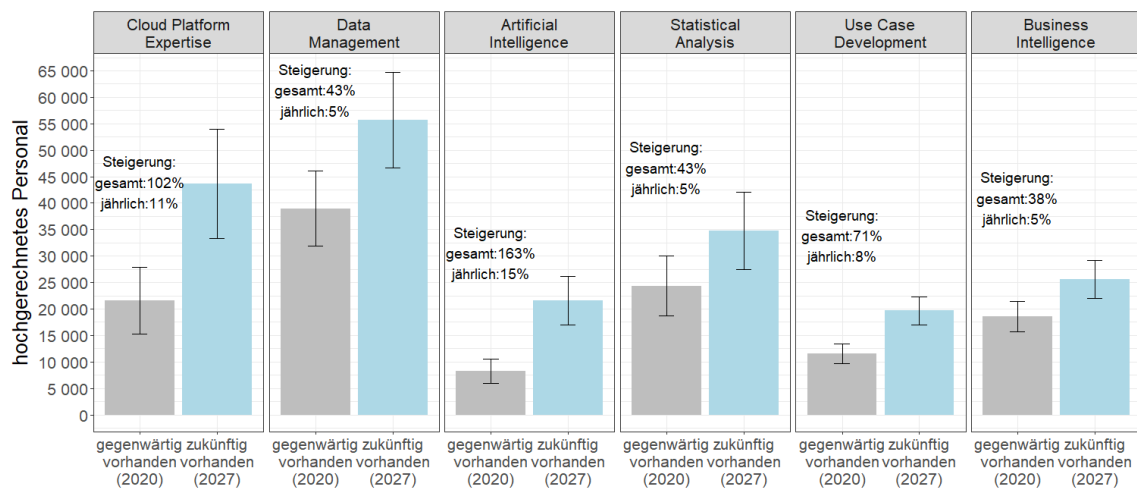 Cloud Platform
Expertise
Data
Management
Artificial
Intelligence
Statistical
Analysis
Use Case
Development
Business
Intelligence
hochgerechnetes Personal
65 000
60 000
55 000
50 000
45 000
40 000
35 000
30 000
25 000
20 000
15 000
10 000
5 000
0
Steigerung:
gesamt:102%
jährlich:11%
Steigerung:
gesamt:43%
jährlich:5%
Steigerung:
gesamt:163%
jährlich:15%
Steigerung:
gesamt:43%
jährlich:5%
Steigerung:
gesamt:71%
jährlich:8%
Steigerung:
gesamt:38%
jährlich:5%
gegenwärtig
vorhanden
(2020)
zukünftig
vorhanden
(2027)
gegenwärtig
vorhanden
(2020)
zukünftig
vorhanden
(2027)
gegenwärtig
vorhanden
(2020)
zukünftig
vorhanden
(2027)
gegenwärtig
vorhanden
(2020)
zukünftig
vorhanden
(2027)
gegenwärtig
vorhanden
(2020)
zukünftig
vorhanden
(2027)
gegenwärtig
vorhanden
(2020)
zukünftig
vorhanden
(2027)